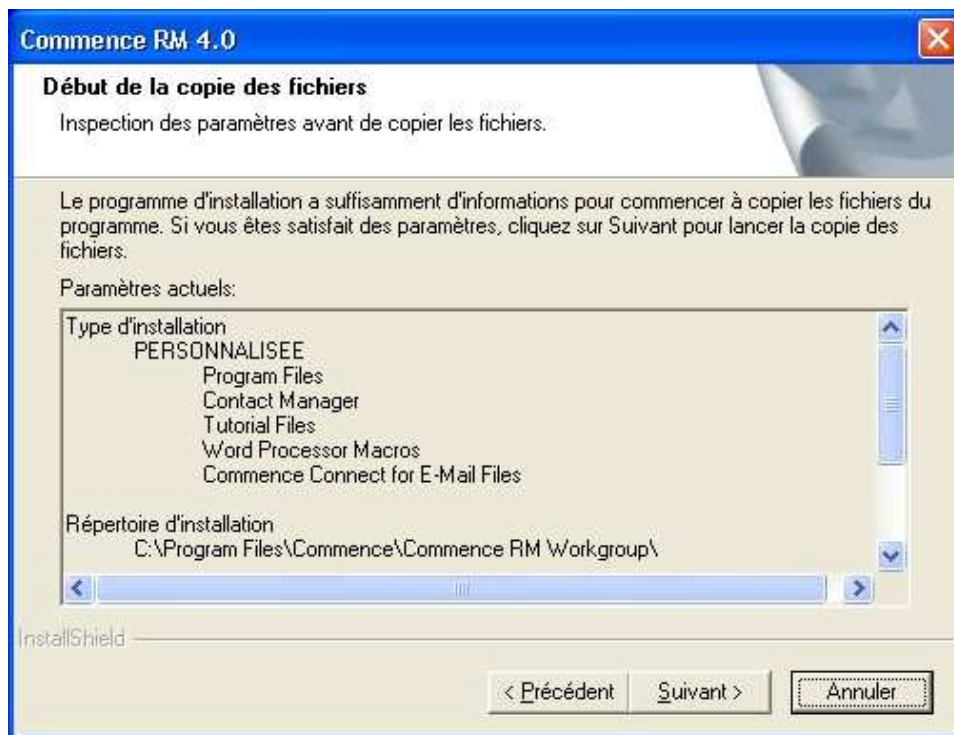 Commence RM 4.0
Début de la copie des fichiers
Inspection des paramètres avant de copier les fichiers.
Le programme d'installation a suffisamment d'informations pour commencer à copier les fichiers du
programme. Si vous êtes satisfait des paramètres, cliquez sur Suivant pour lancer la copie des
fichiers.
Paramètres actuels:
Type d'installation
PERSONNALISEE
Program Files
Contact Manager
Tutorial Files
Word Processor Macros
Commence Connect for E-Mail Files
Répertoire d'installation
C:\Program Files\Commence\Commence RM Workgroup\
InstallShield
< Précédent
Suivant >
Annuler